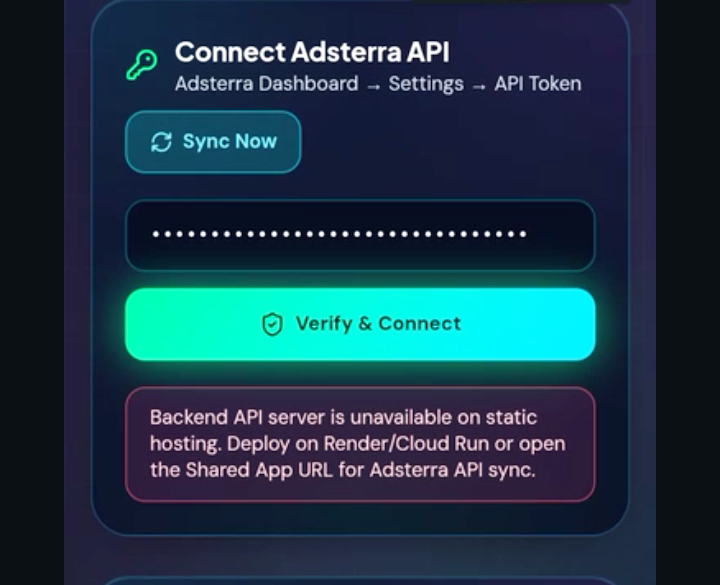 Connect Adsterra API
Adsterra Dashboard → Settings → API Token
Sync Now
••••••••••••••••••••••••••••••••
Verify & Connect
Backend API server is unavailable on static
hosting. Deploy on Render/Cloud Run or open
the Shared App URL for Adsterra API sync.